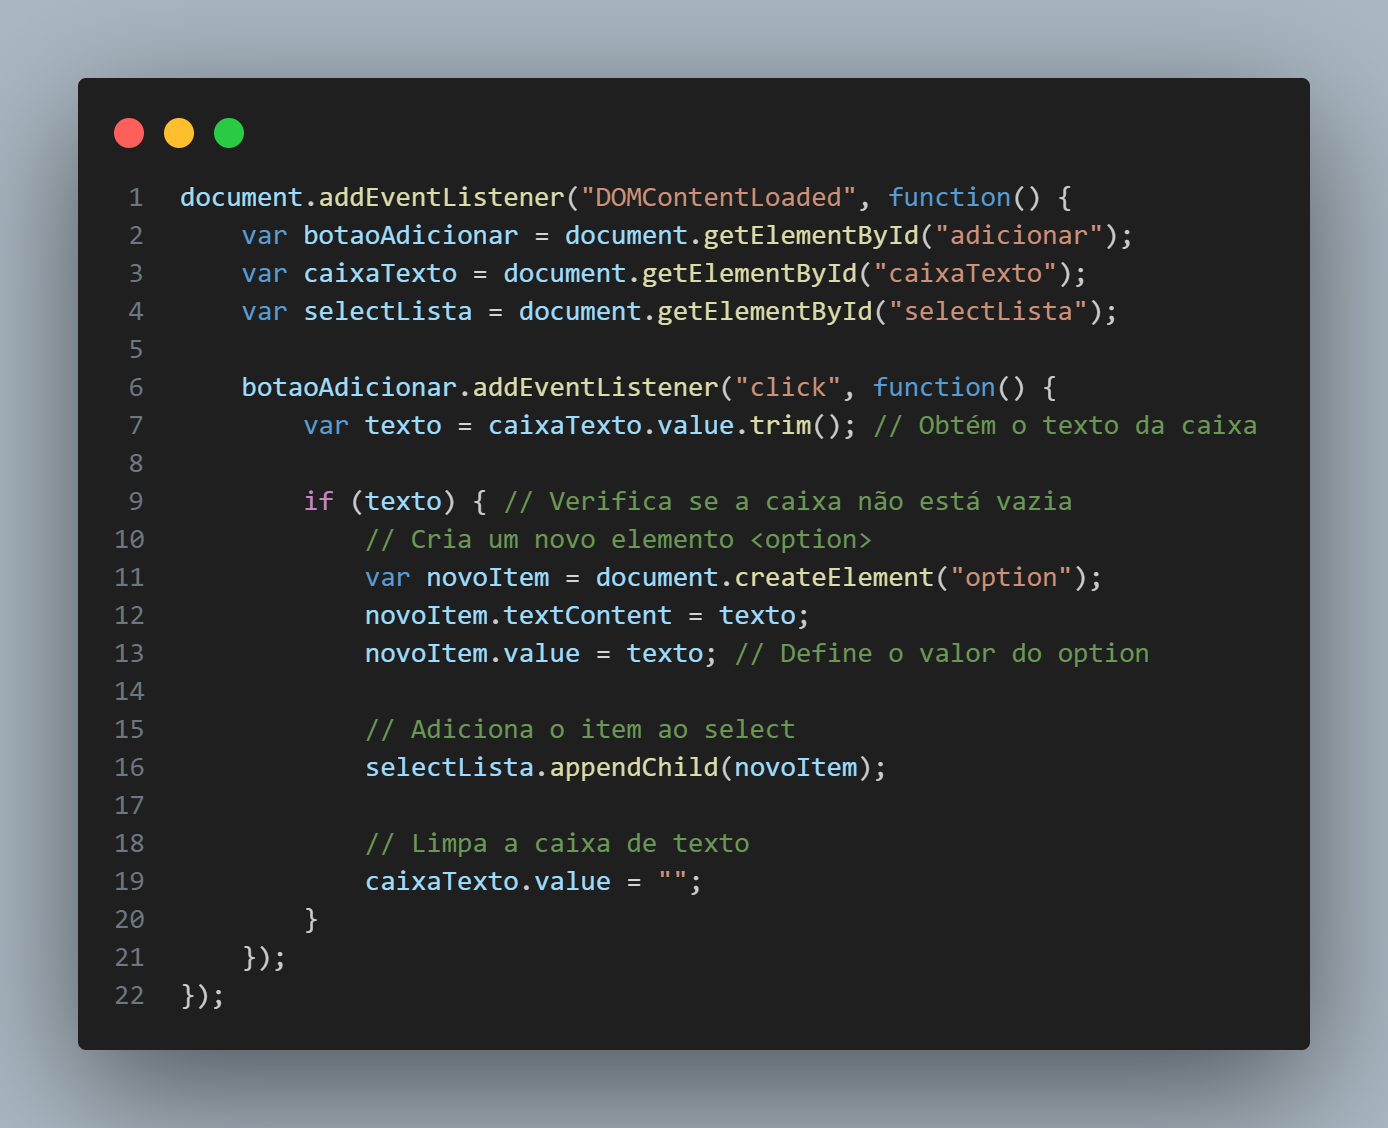 1 document.addEventListener("DOMContentLoaded", function() {
2     var botaoAdicionar = document.getElementById("adicionar");
3     var caixaTexto = document.getElementById("caixaTexto");
4     var selectLista = document.getElementById("selectLista");
5
6     botaoAdicionar.addEventListener("click", function() {
7         var texto = caixaTexto.value.trim(); // Obtém o texto da caixa
8
9         if (texto) { // Verifica se a caixa não está vazia
10             // Cria um novo elemento <option>
11             var novoItem = document.createElement("option");
12             novoItem.textContent = texto;
13             novoItem.value = texto; // Define o valor do option
14
15             // Adiciona o item ao select
16             selectLista.appendChild(novoItem);
17
18             // Limpa a caixa de texto
19             caixaTexto.value = "";
20         }
21     });
22 });